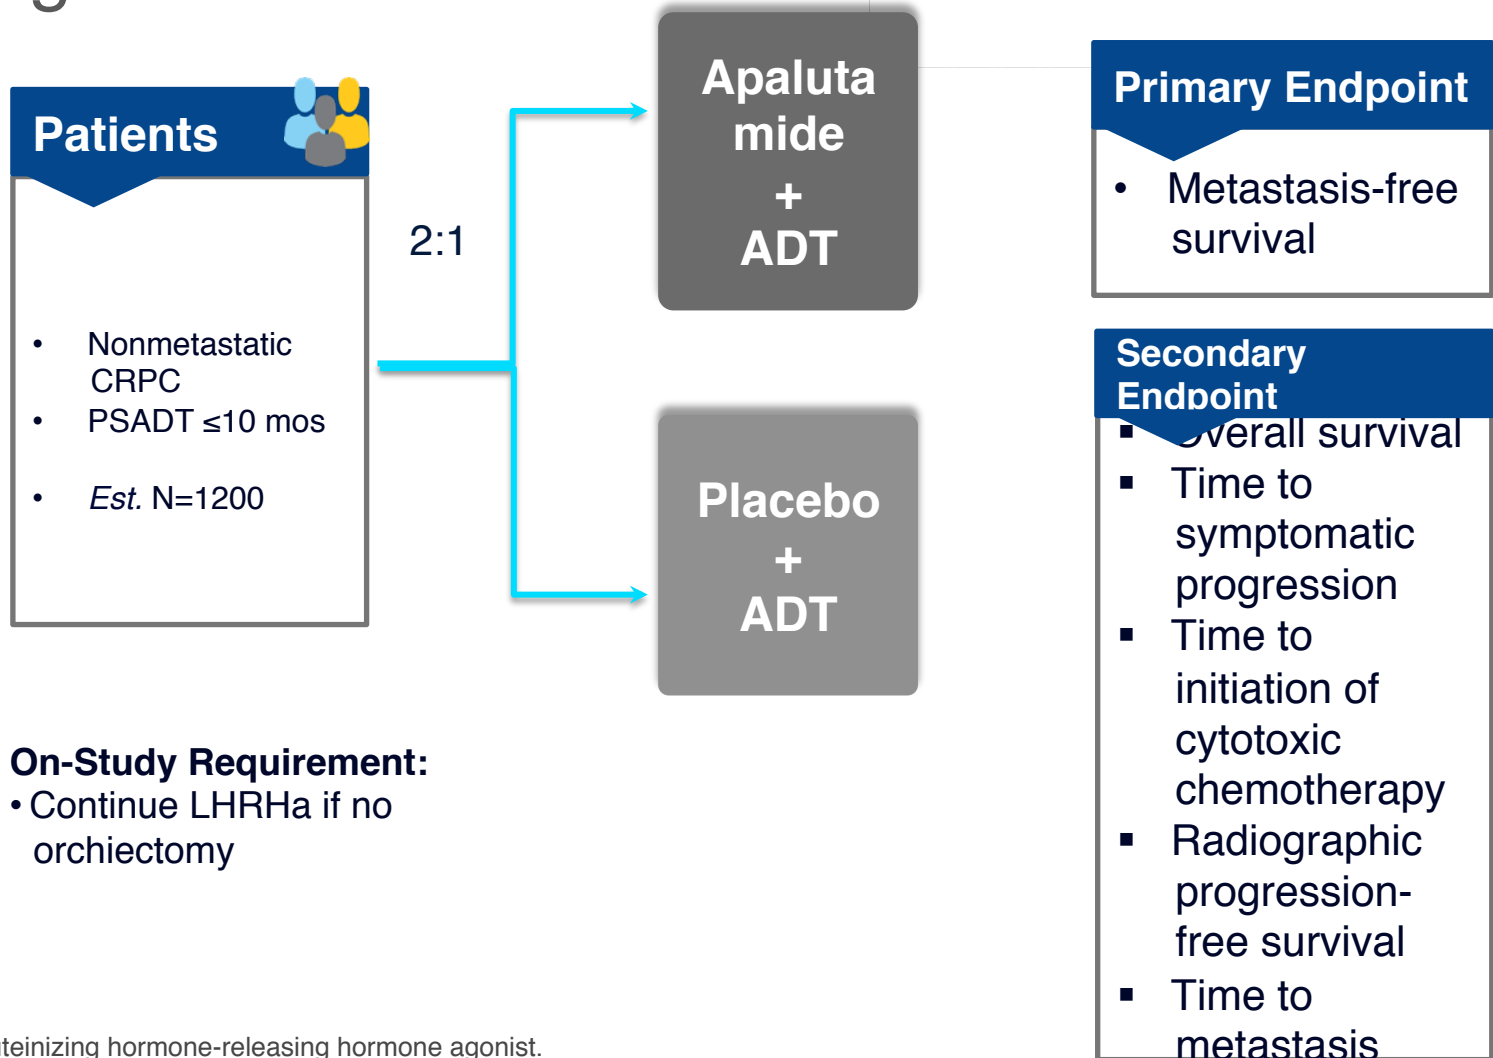 g
Patients
• Nonmetastatic
CRPC
• PSADT ≤10 mos
• Est. N=1200
2:1
Apaluta
mide
+
ADT
Placebo
+
ADT
Primary Endpoint
• Metastasis-free
survival
Secondary
Endpoint
▪ Overall survival
▪ Time to
symptomatic
progression
▪ Time to
initiation of
cytotoxic
chemotherapy
▪ Radiographic
progression-
free survival
▪ Time to
metastasis
On-Study Requirement:
• Continue LHRHa if no
orchiectomy
teinizing hormone-releasing hormone agonist.